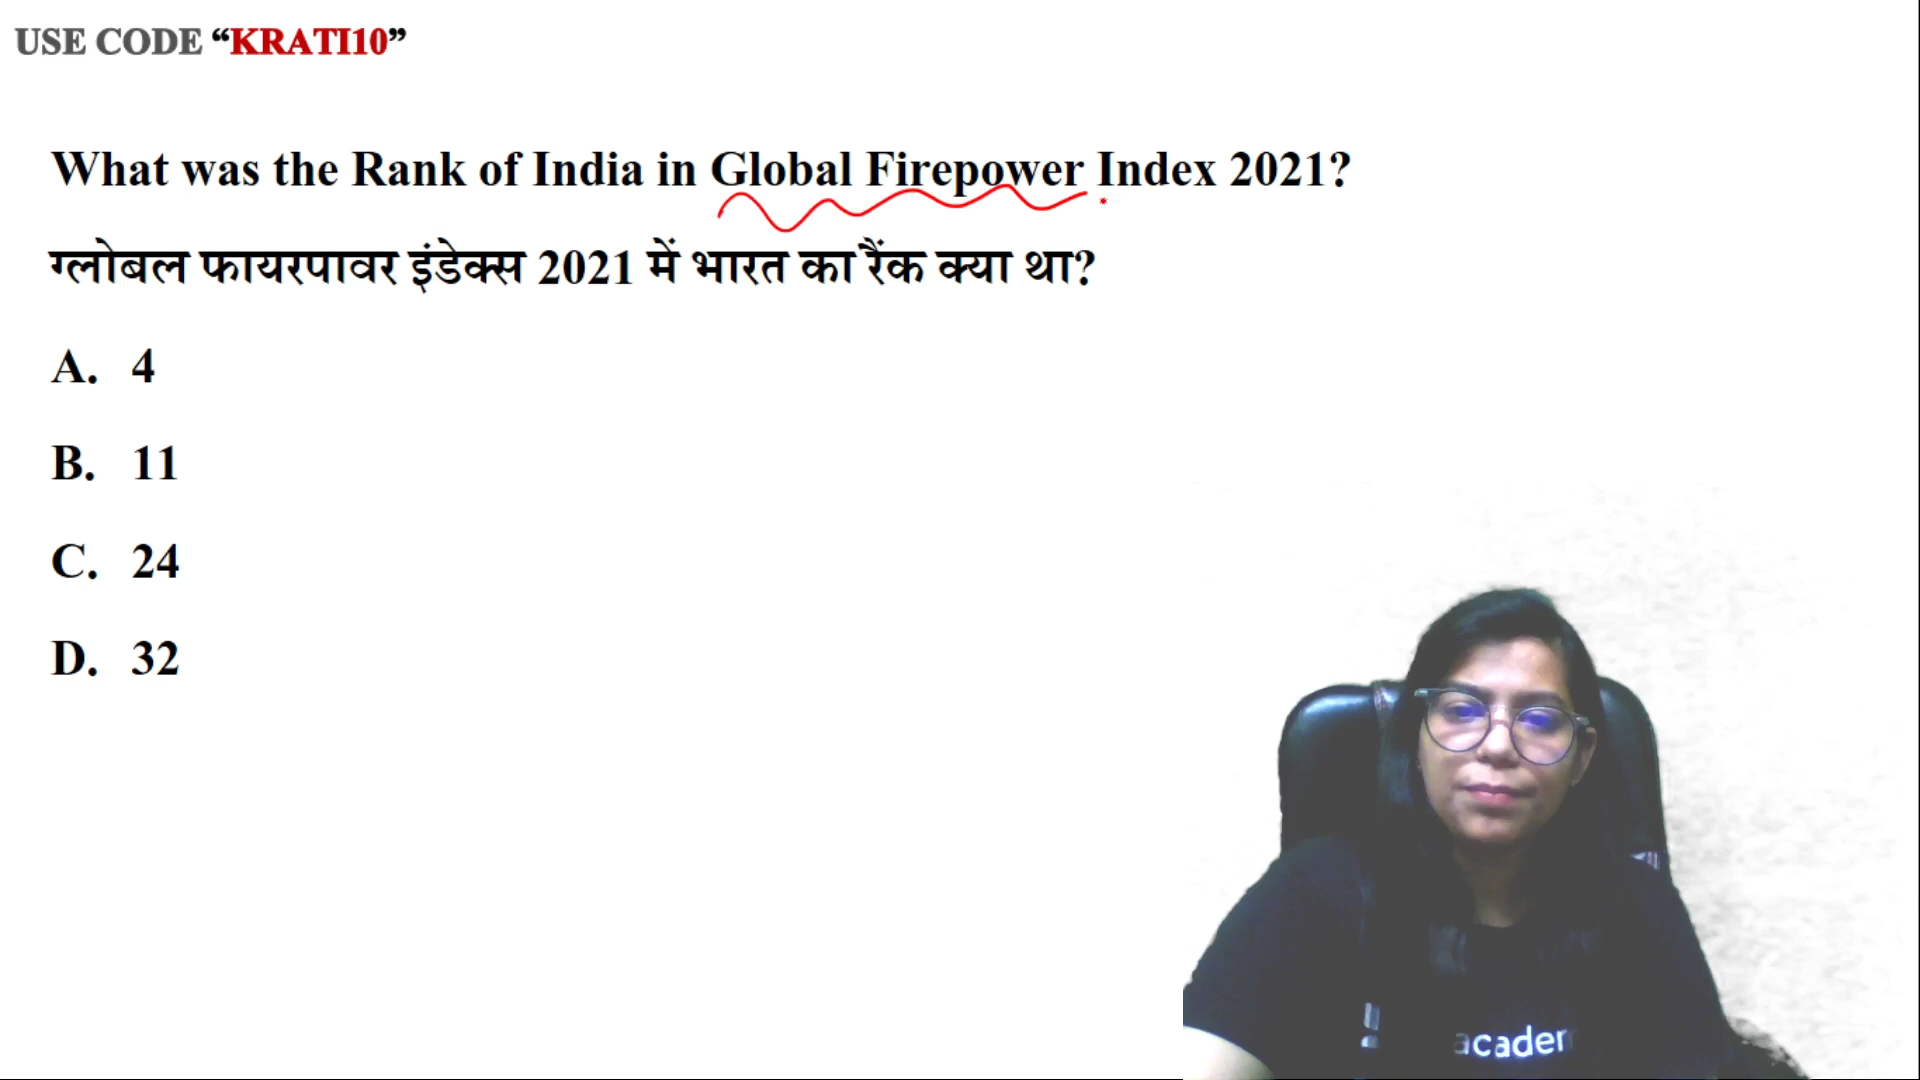 USE CODE “KRATI10”
What was the Rank of India in Global Firepower Index 2021?
ग्लोबल फायरपावर इंडेक्स 2021 में भारत का रैंक क्या था?
A. 4
B. 11
C. 24
D. 32
academ